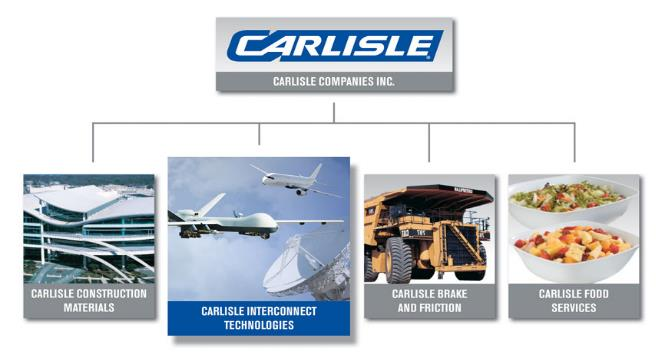 CARLISLE
CARLISLE COMPANIES INC.
CARLISLE CONSTRUCTION
MATERIALS
CARLISLE INTERCONNECT
TECHNOLOGIES
CARLISLE BRAKE
AND FRICTION
CARLISLE FOOD
SERVICES